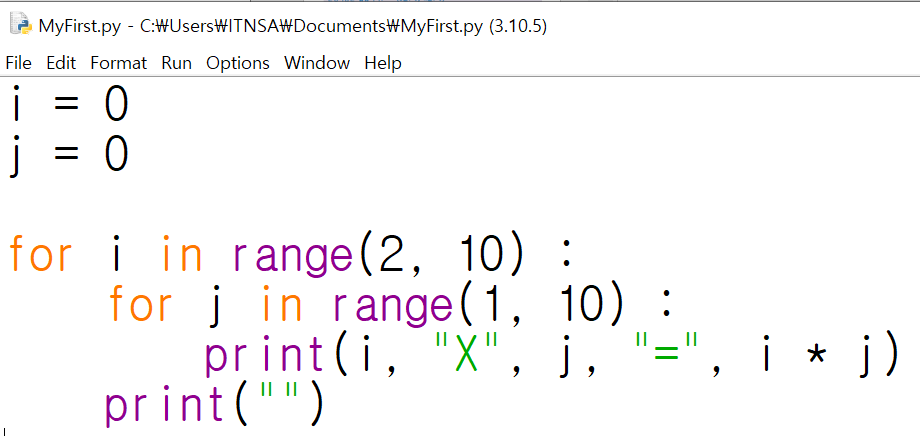 MyFirst.py - C:₩Users₩ITNSA₩Documents₩MyFirst.py (3.10.5)
File Edit Format Run Options Window Help
i = 0
j = 0

for i in range(2, 10) :
    for j in range(1, 10) :
        print(i, "X", j, "=", i * j)
    print("")